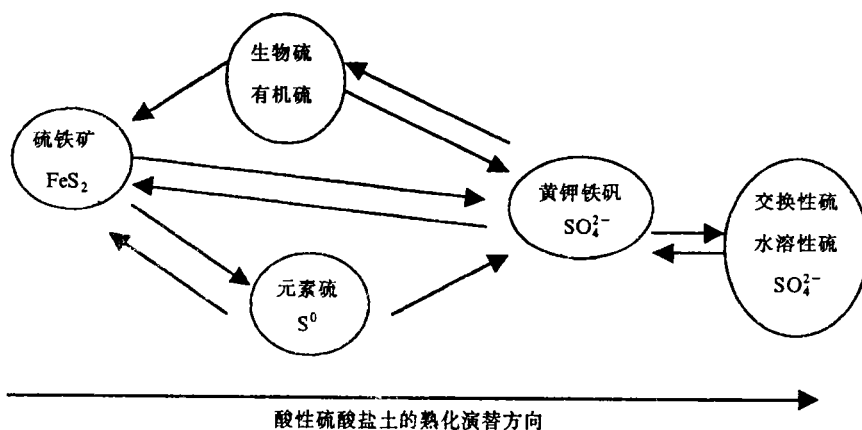 生物硫
有机硫
硫铁矿
FeS₂
黄钾铁矾
SO₄²⁻
交换性硫
水溶性硫
SO₄²⁻
元素硫
S⁰
酸性硫酸盐土的熟化演替方向